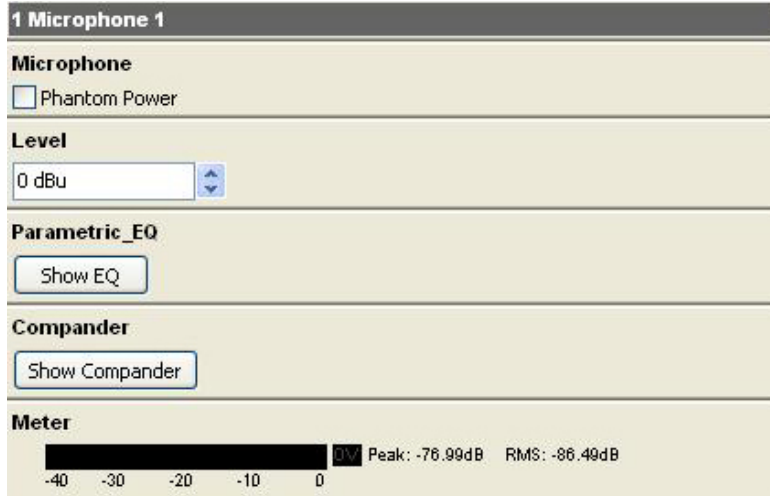 1 Microphone 1
Microphone
Phantom Power
Level
0 dBu
Parametric_EQ
Show EQ
Compander
Show Compander
Meter
OV Peak: -76.99dB RMS: -86.49dB
-40 -30 -20 -10 0